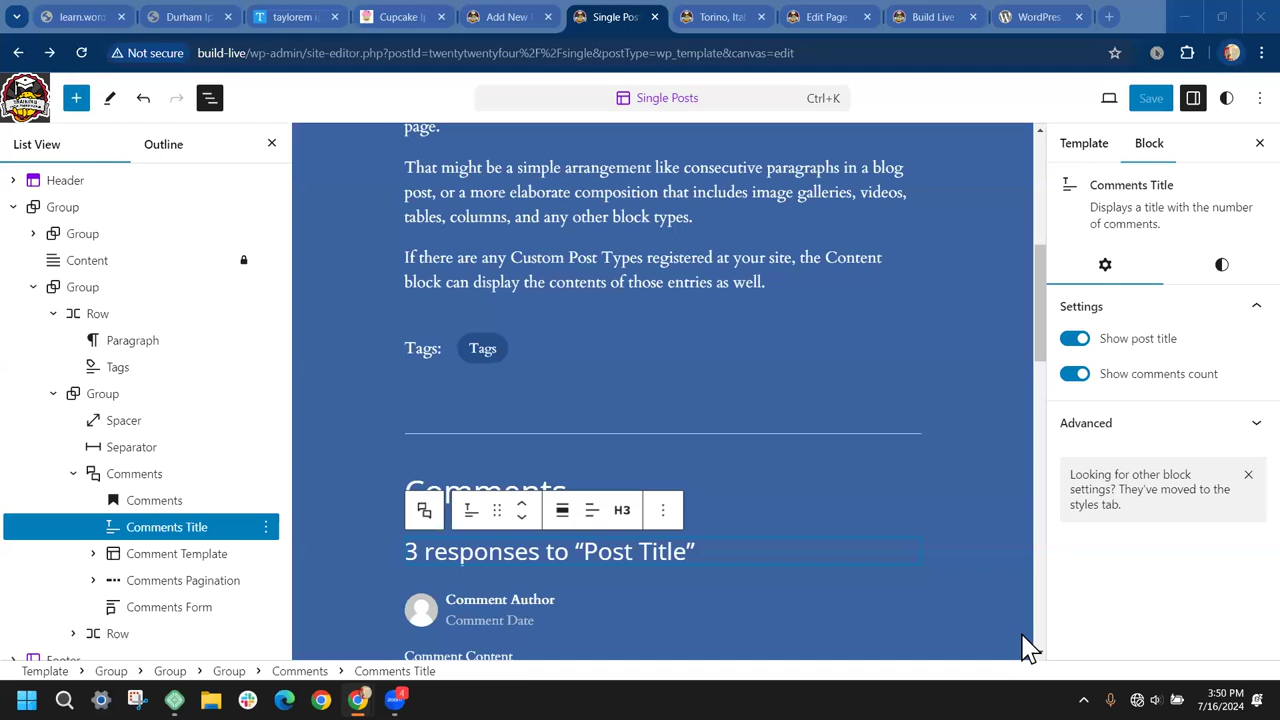 learn.wor
Durham I
taylorem i
Cupcake I
Add New
Single Pos
Torino, Ital
Edit Page
Build Live
WordPres
Not secure
build-live/wp-admin/site-editor.php?postId=twentytwentyfour%2F%2Fsingle&postType=wp_template&canvas=edit
Single Posts
Ctrl+K
Save
List View
Outline
Header
Group
Group
Content
Group
Row
Paragraph
Tags
Group
Spacer
Separator
Comments
Comments
Comments Title
Comment Template
Comments Pagination
Comments Form
Row
Footer
page.
That might be a simple arrangement like consecutive paragraphs in a blog
post, or a more elaborate composition that includes image galleries, videos,
tables, columns, and any other block types.
If there are any Custom Post Types registered at your site, the Content
block can display the contents of those entries as well.
Tags: Tags
Comments
H3
3 responses to “Post Title”
Comment Author
Comment Date
Comment Content
Template
Block
Comments Title
Displays a title with the number
of comments.
Settings
Show post title
Show comments count
Advanced
Looking for other block
settings? They've moved to the
styles tab.
Template
Group
Group
Group
Comments
Comments Title
4
3:50 PM
7/16/2024